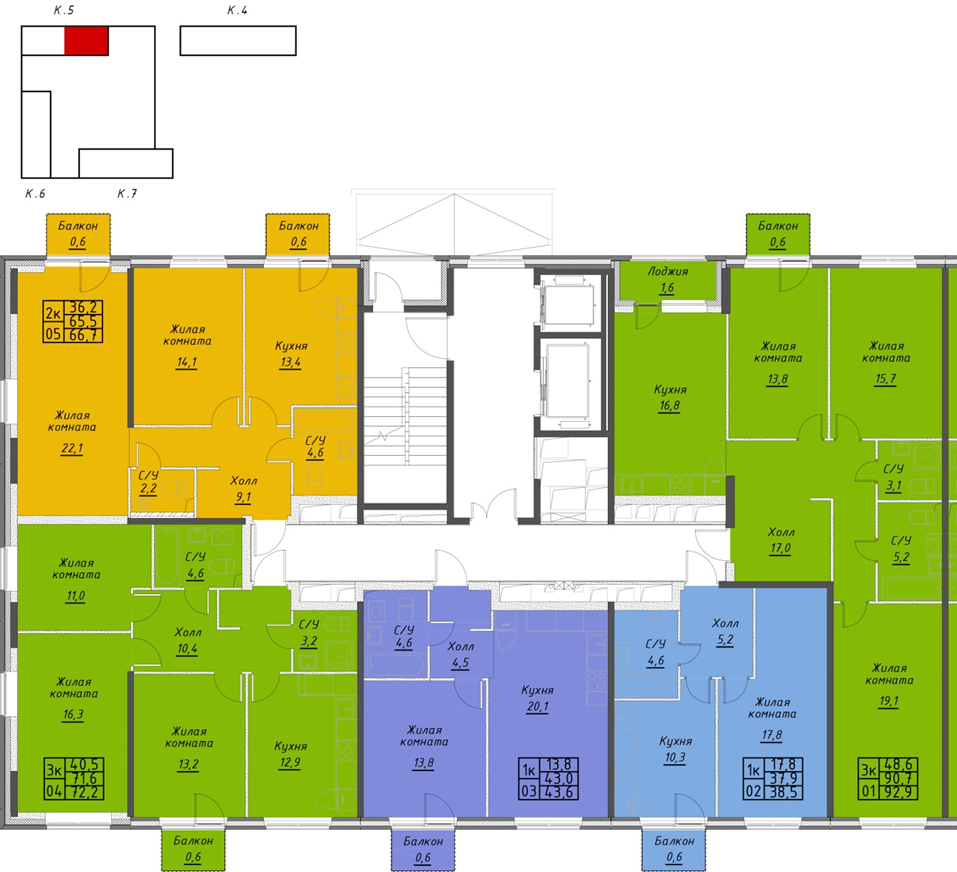 К.5
К.4
К.6
К.7
Балкон
0,6
Балкон
0,6
Балкон
0,6
2к
05
36,2
65,5
66,7
Жилая
комната
22,1
Жилая
комната
14,1
Кухня
13,4
С/У
4,6
С/У
2,2
Холл
9,1
Лоджия
1,6
Кухня
16,8
Жилая
комната
13,8
Жилая
комната
15,7
С/У
3,1
С/У
5,2
Холл
17,0
Жилая
комната
19,1
3к
01
48,6
90,7
92,9
Жилая
комната
11,0
С/У
4,6
Холл
10,4
С/У
3,2
Жилая
комната
16,3
3к
04
40,5
71,6
72,2
Жилая
комната
13,2
Кухня
12,9
Балкон
0,6
С/У
4,6
Холл
4,5
Жилая
комната
13,8
Кухня
20,1
1к
03
13,8
43,0
43,6
Балкон
0,6
С/У
4,6
Холл
5,2
Кухня
10,3
Жилая
комната
17,8
1к
02
17,8
37,9
38,5
Балкон
0,6